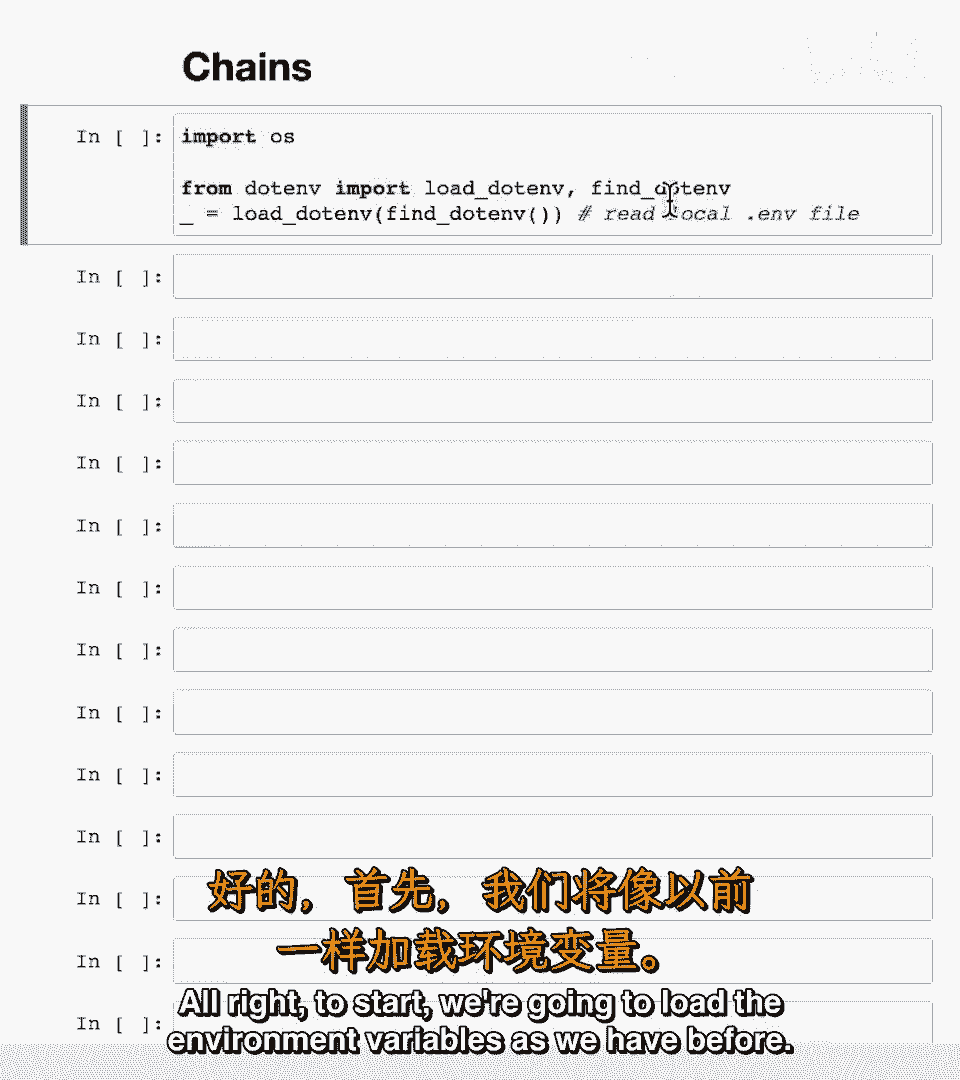 Chains
In [ ]: import os
from dotenv import load_dotenv, find_dotenv
_ = load_dotenv(find_dotenv()) # read local .env file
In [ ]:
In [ ]:
In [ ]:
In [ ]:
In [ ]:
In [ ]:
In [ ]:
In [ ]:
In [ ]:
In [ ]:
In [ ]:
In [ ]:
In [ ]:
好的，首先，我们将像以前
一样加载环境变量。
All right, to start, we're going to load the
environment variables as we have before.